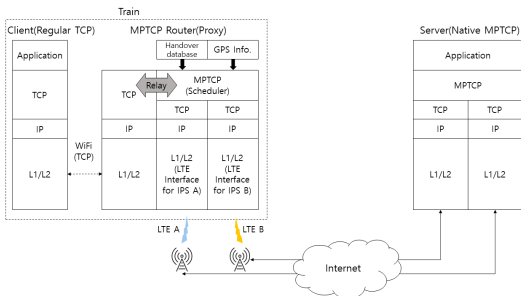 Train
Client(Regular TCP)
MPTCP Router(Proxy)
Server(Native MPTCP)
Handover
database
GPS Info.
Application
Application
TCP
TCP
Relay
MPTCP
(Scheduler)
MPTCP
TCP
TCP
TCP
TCP
IP
IP
IP
IP
IP
IP
WiFi
(TCP)
L1/L2
L1/L2
L1/L2
(LTE
Interface
for IPS A)
L1/L2
(LTE
Interface
for IPS B)
L1/L2
L1/L2
LTE A
LTE B
Internet